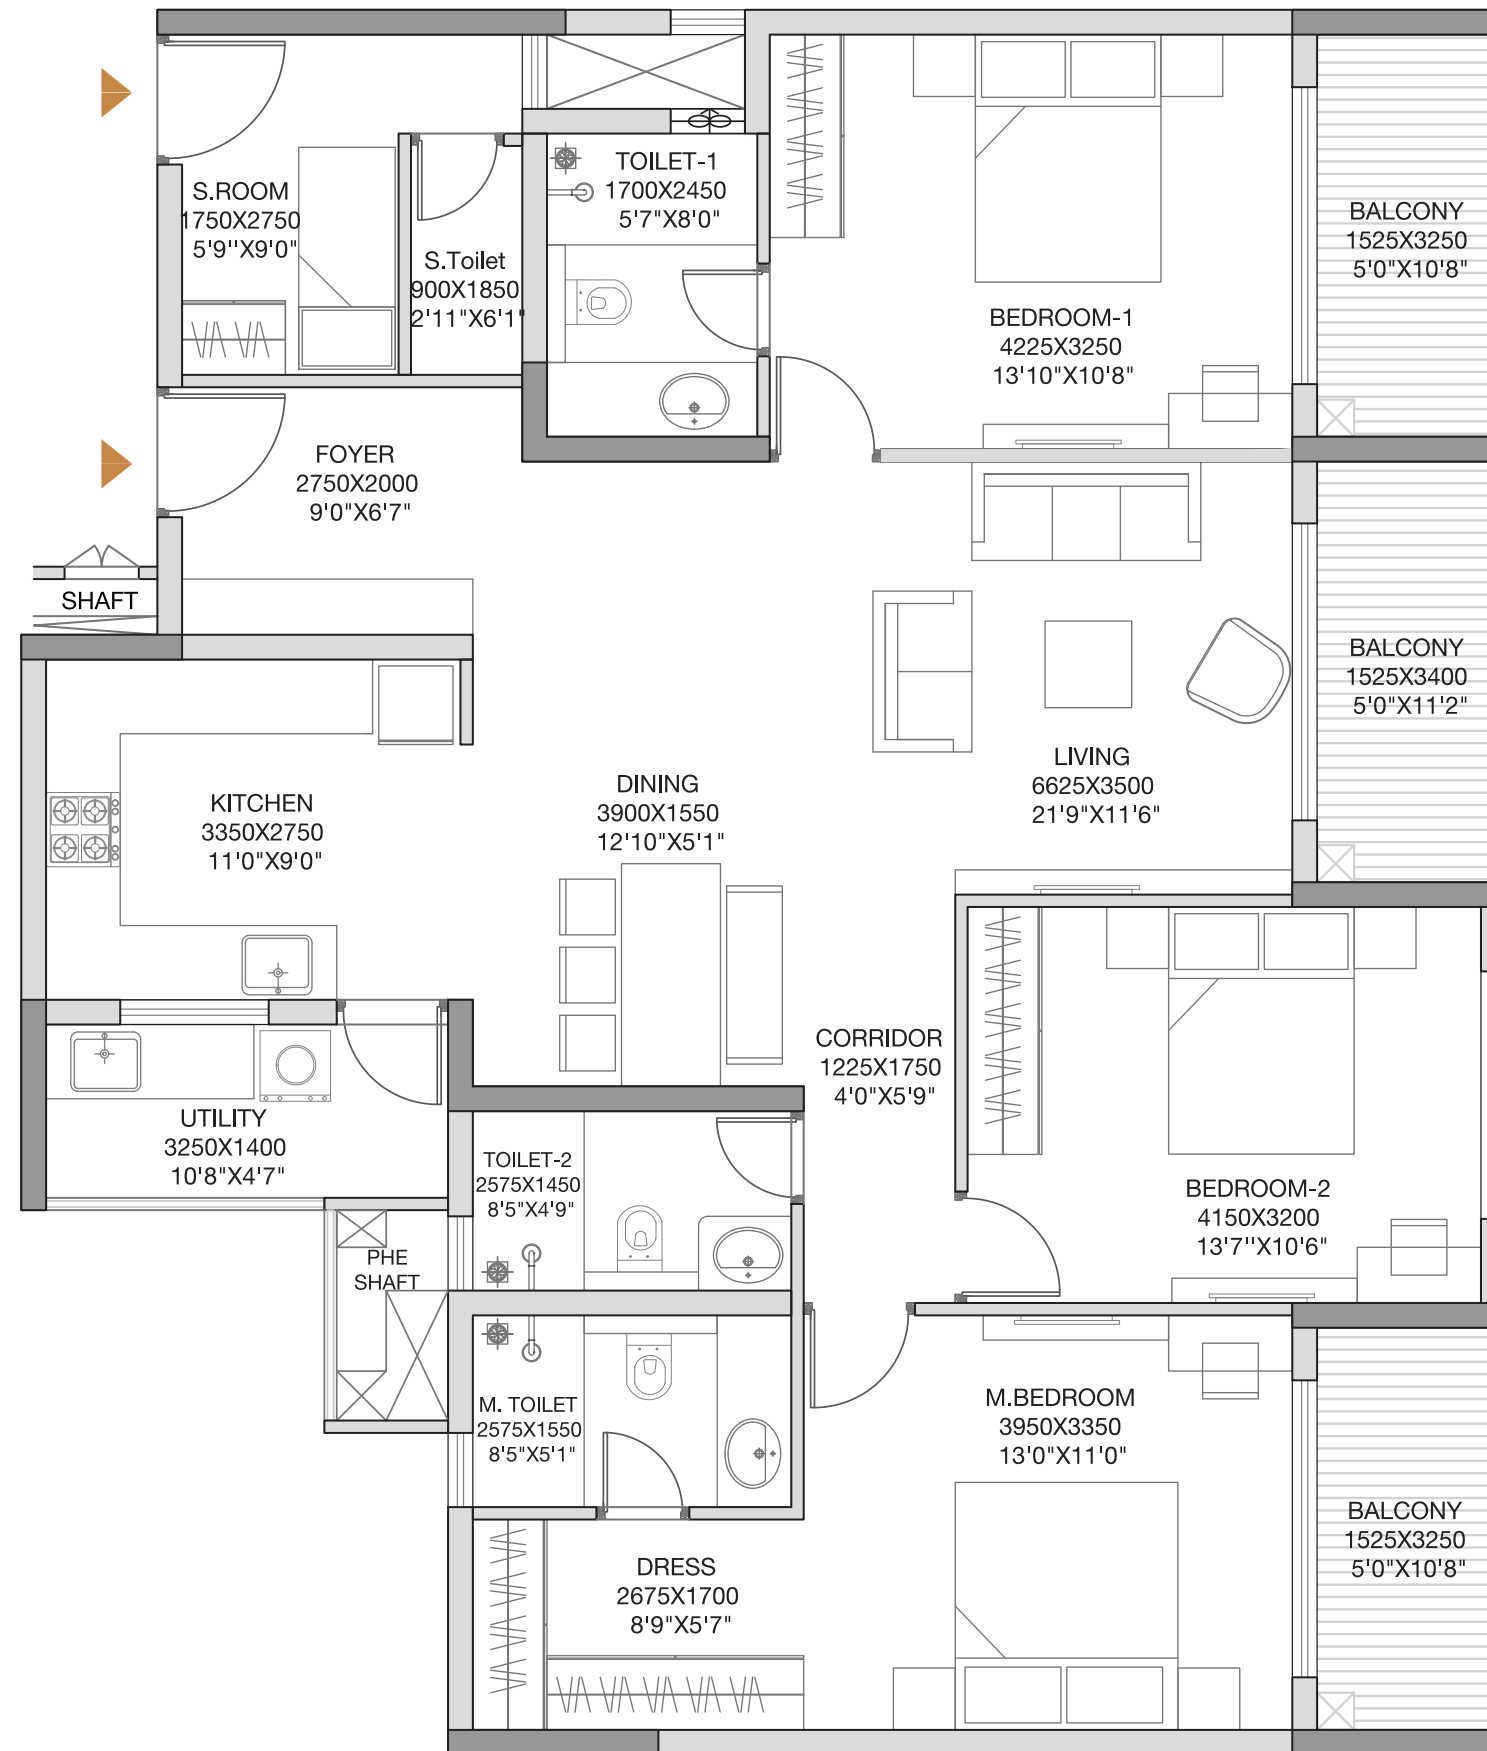 S.ROOM
1750X2750
5'9''X9'0"
S.Toilet
900X1850
2'11"X6'1"
TOILET-1
1700X2450
5'7"X8'0"
BEDROOM-1
4225X3250
13'10"X10'8"
BALCONY
1525X3250
5'0"X10'8"
FOYER
2750X2000
9'0"X6'7"
SHAFT
KITCHEN
3350X2750
11'0"X9'0"
DINING
3900X1550
12'10"X5'1"
LIVING
6625X3500
21'9"X11'6"
BALCONY
1525X3400
5'0"X11'2"
UTILITY
3250X1400
10'8"X4'7"
CORRIDOR
1225X1750
4'0"X5'9"
TOILET-2
2575X1450
8'5"X4'9"
BEDROOM-2
4150X3200
13'7''X10'6"
PHE
SHAFT
M. TOILET
2575X1550
8'5"X5'1"
M.BEDROOM
3950X3350
13'0"X11'0"
DRESS
2675X1700
8'9"X5'7"
BALCONY
1525X3250
5'0"X10'8"